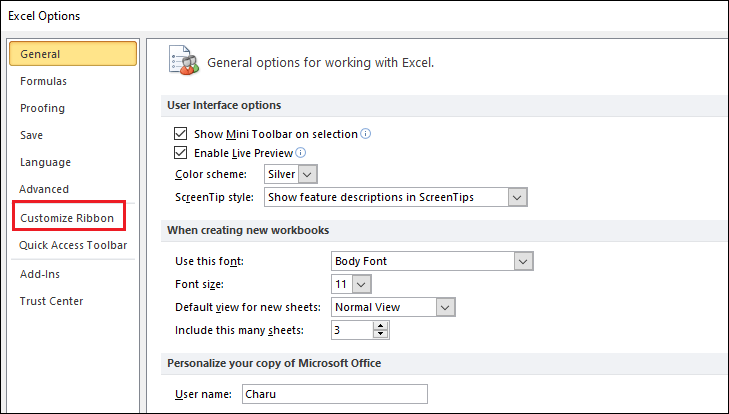 Excel Options
General
Formulas
Proofing
Save
Language
Advanced
Customize Ribbon
Quick Access Toolbar
Add-Ins
Trust Center
General options for working with Excel.
User Interface options
Show Mini Toolbar on selection
Enable Live Preview
Color scheme: Silver
ScreenTip style: Show feature descriptions in ScreenTips
When creating new workbooks
Use this font: Body Font
Font size: 11
Default view for new sheets: Normal View
Include this many sheets: 3
Personalize your copy of Microsoft Office
User name: Charu